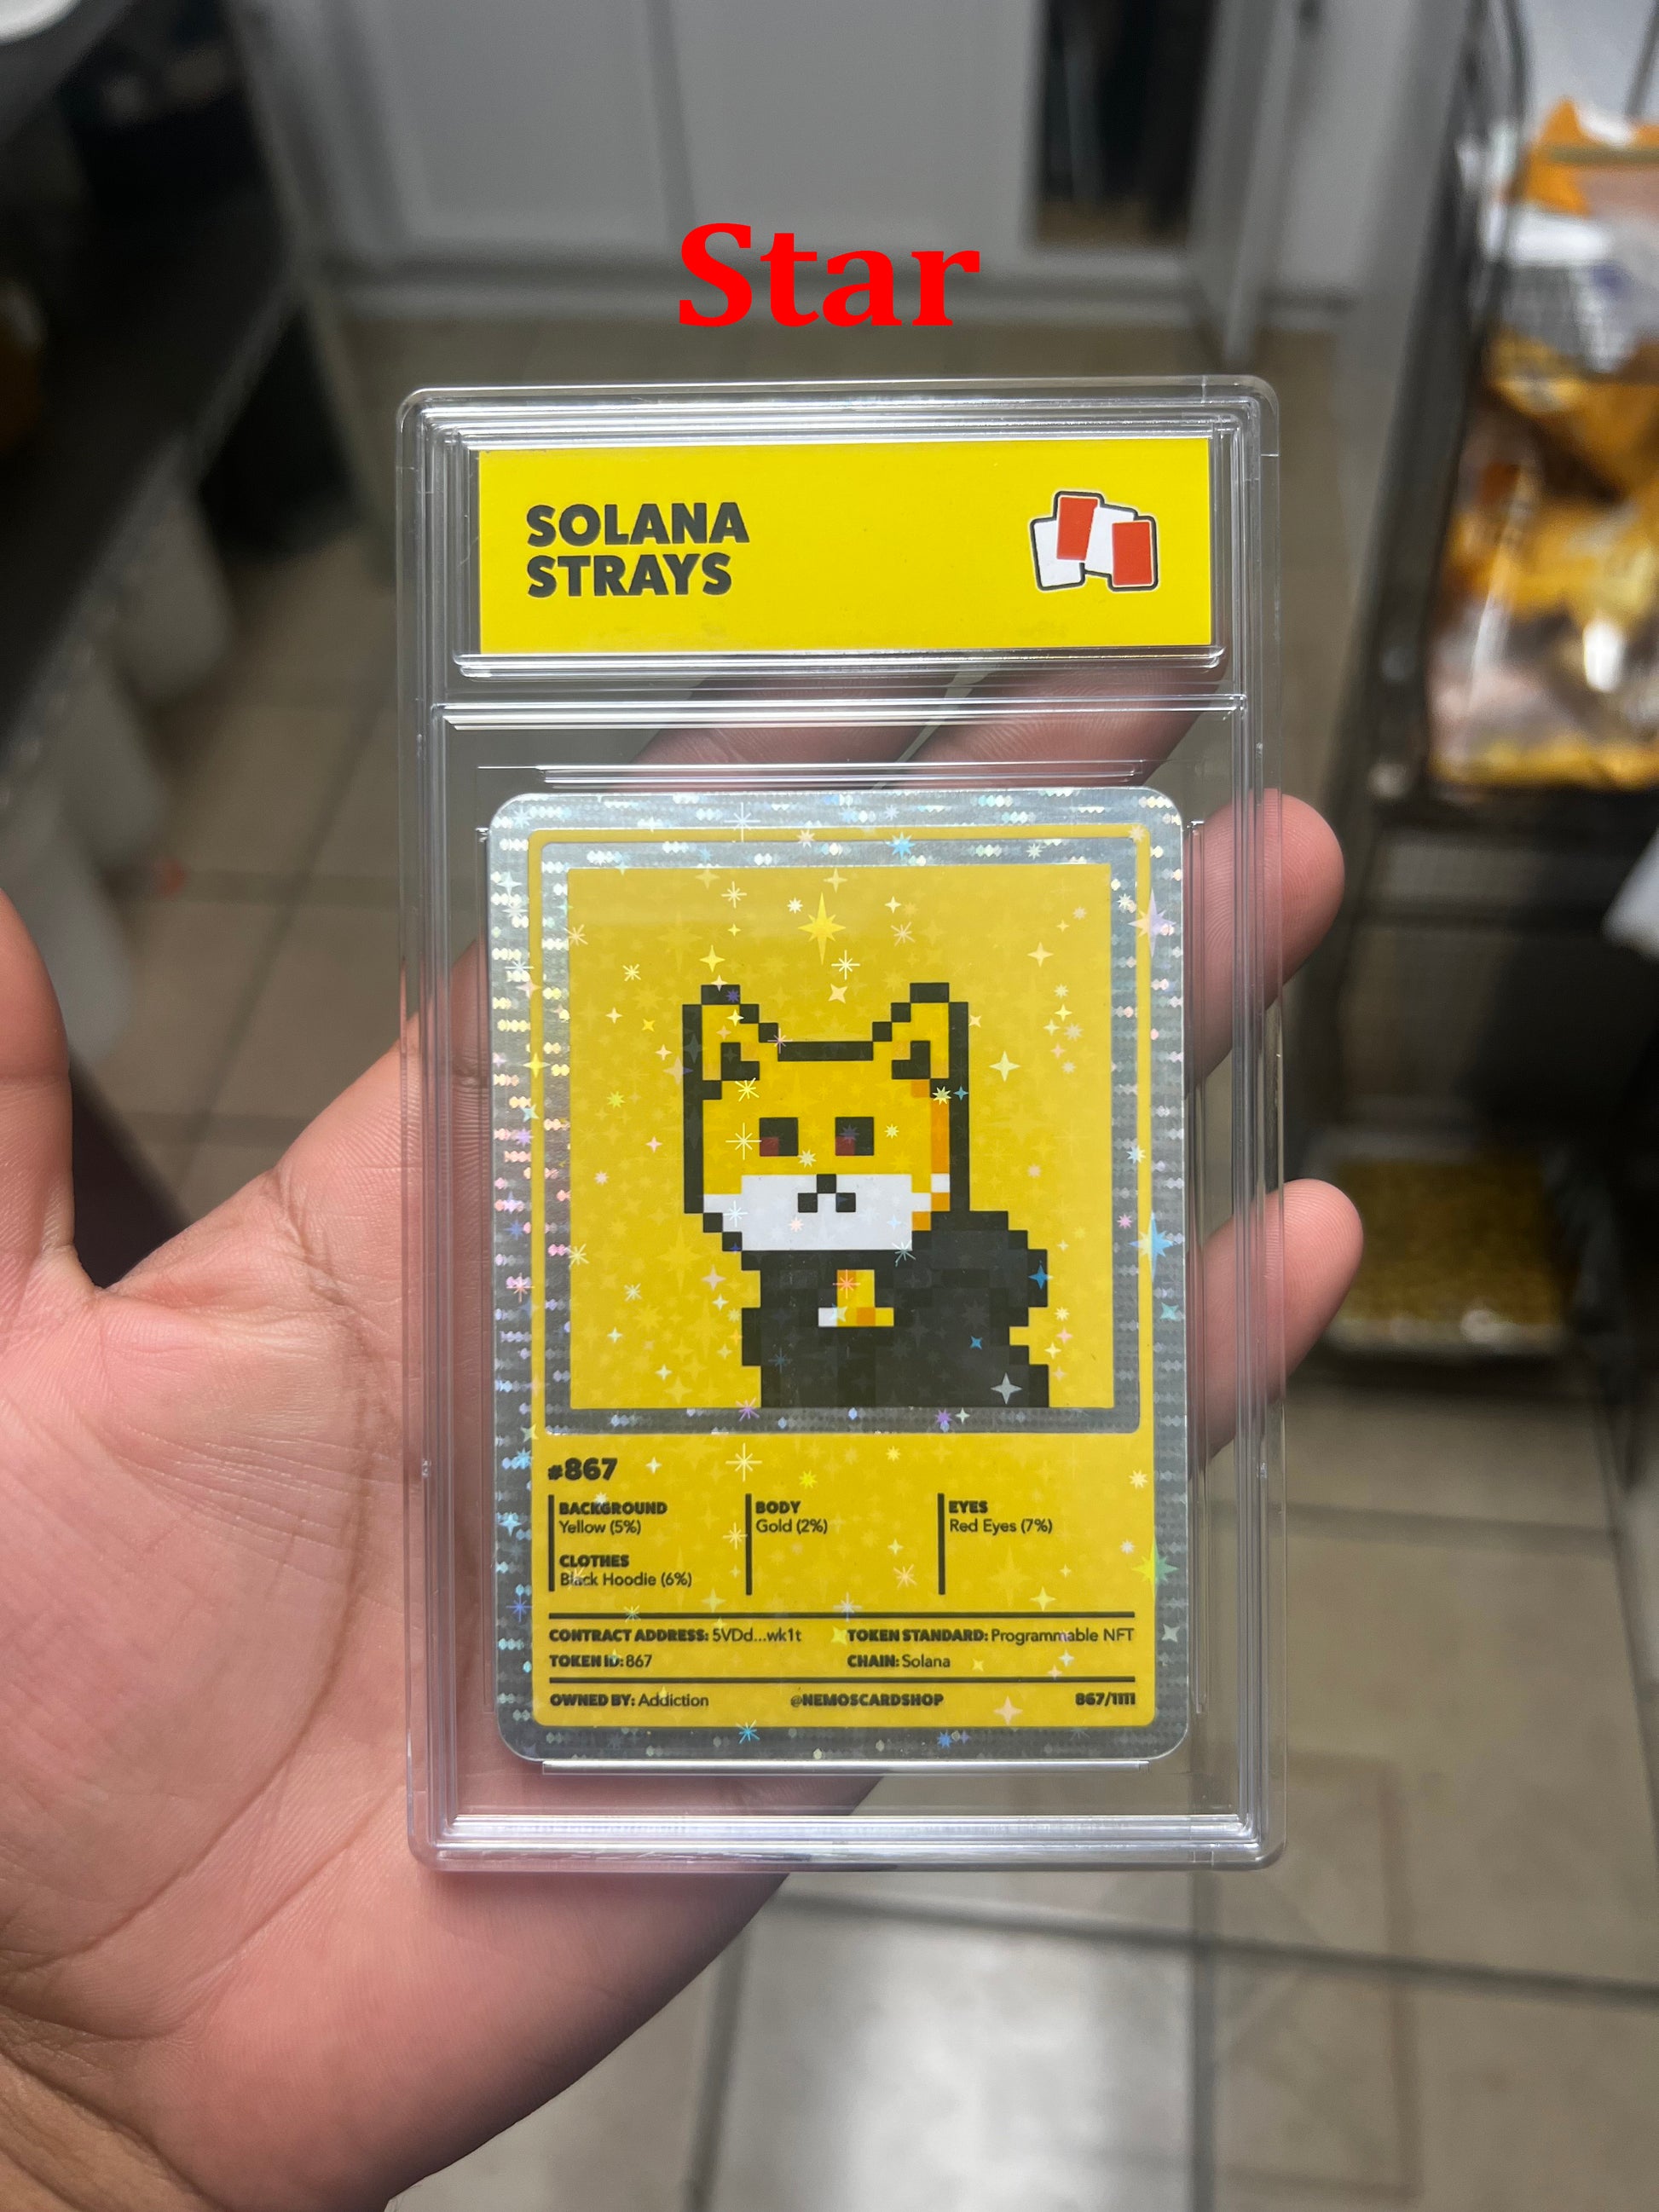 Star
SOLANA
STRAYS
#867
BACKGROUND
Yellow (5%)
CLOTHES
Black Hoodie (6%)
BODY
Gold (2%)
EYES
Red Eyes (7%)
CONTRACT ADDRESS: 5VDd...wk1t
TOKEN STANDARD: Programmable NFT
TOKEN ID: 867
CHAIN: Solana
OWNED BY: Addiction
@NEMOSCARDSHOP
867/1111